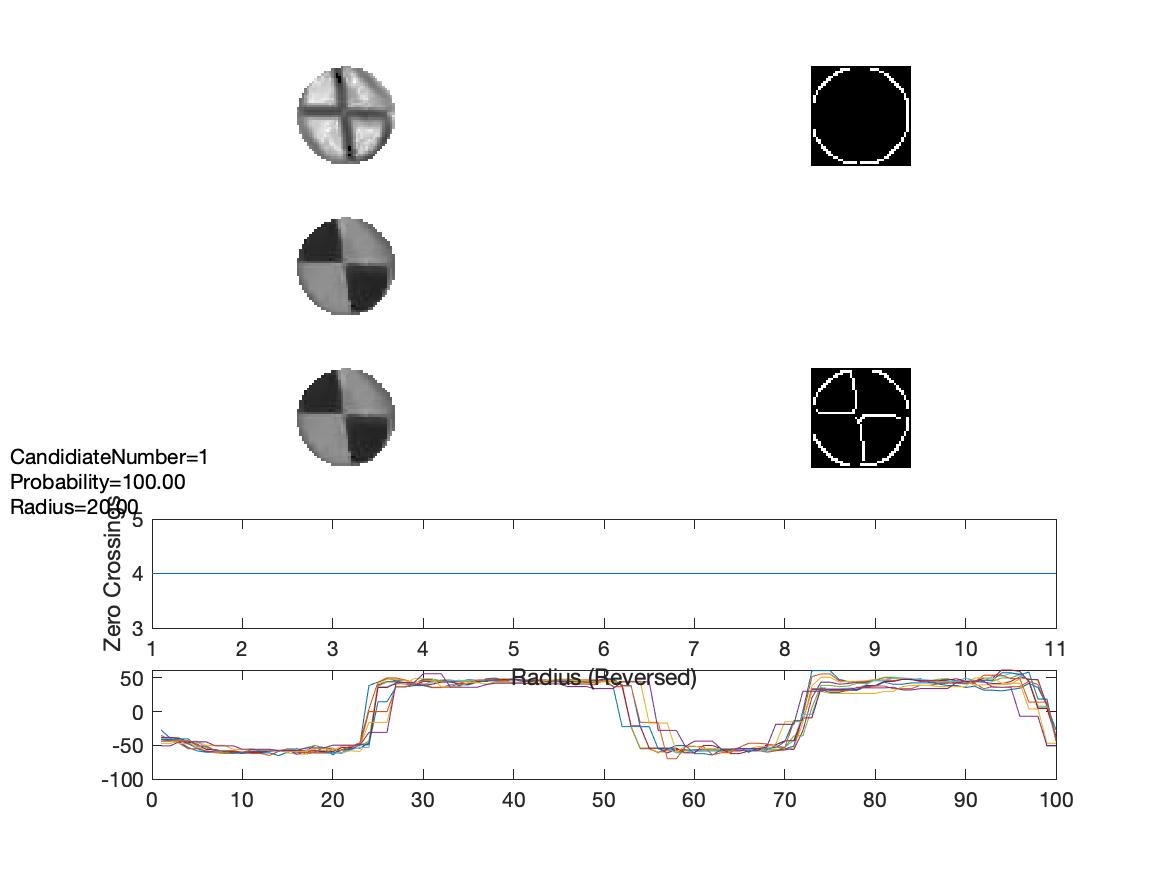 CandidiateNumber=1
Probability=100.00
Radius=20.00
Zero Crossings
5
4
3
1 2 3 4 5 6 7 8 9 10 11
Radius (Reversed)
50
0
-50
-100
0 10 20 30 40 50 60 70 80 90 100